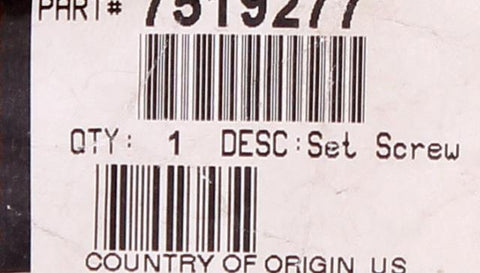 PART# 7519277
QTY: 1 DESC:Set Screw
COUNTRY OF ORIGIN US